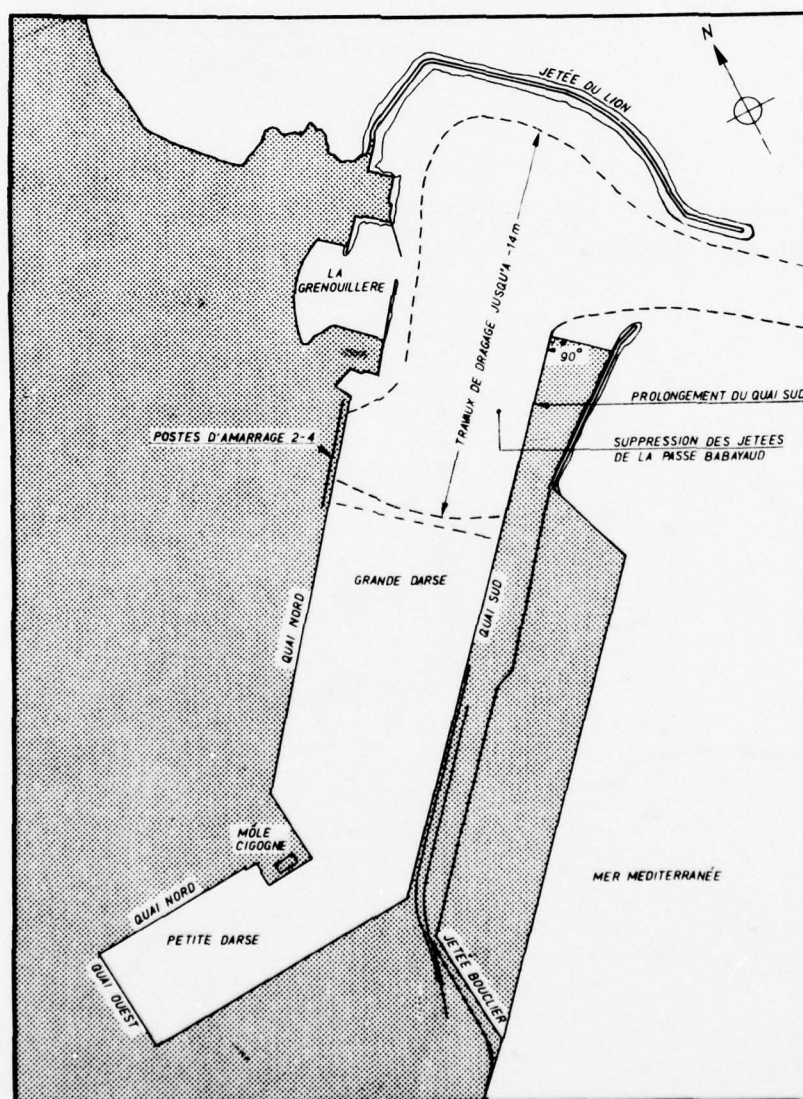 N
JETÉE DU LION
LA
GRENOUILLERE
TRAVAUX DE DRAGAGE JUSQU'A -14m
90°
PROLONGEMENT DU QUAI SUD
POSTES D'AMARRAGE 2-4
SUPPRESSION DES JETEES
DE LA PASSE BABAYAUD
GRANDE DARSE
QUAI NORD
QUAI SUD
MÔLE
CIGOGNE
MER MEDITERRANÉE
QUAI NORD
PETITE DARSE
QUAI OUEST
JETÉE BOUCLIER